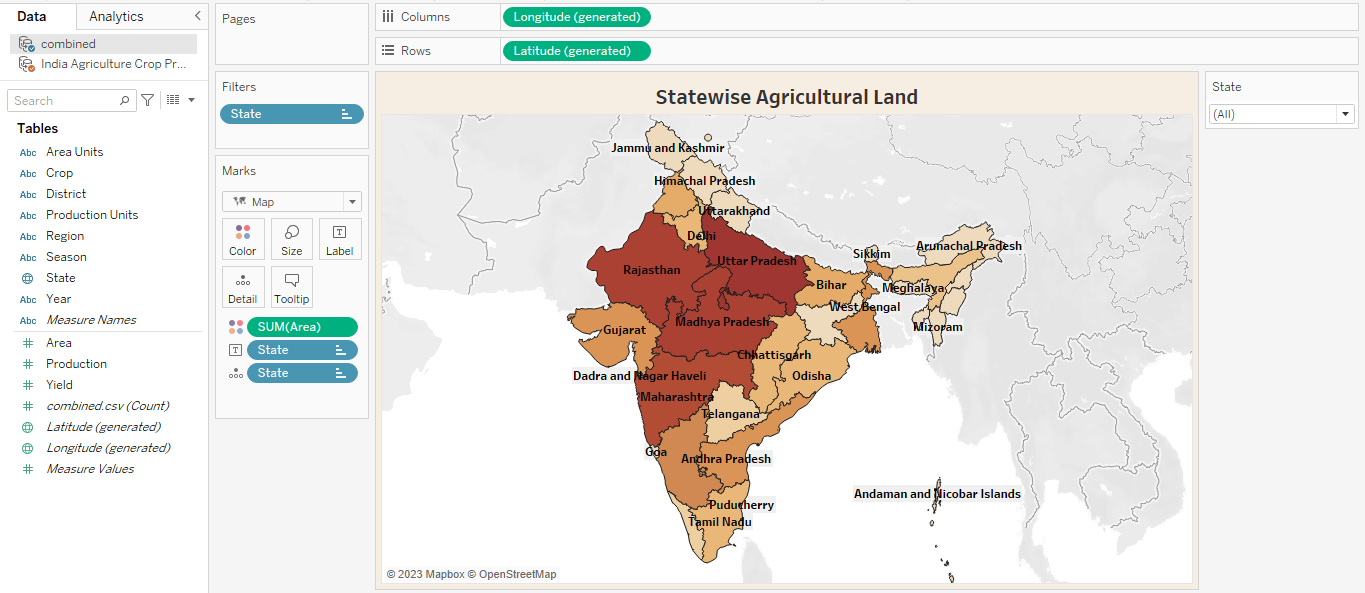 Data
Analytics
combined
India Agriculture Crop Pr...
Search
Tables
Abc Area Units
Abc Crop
Abc District
Abc Production Units
Abc Region
Abc Season
State
Abc Year
Abc Measure Names
# Area
# Production
# Yield
# combined.csv (Count)
Latitude (generated)
Longitude (generated)
# Measure Values
Pages
Filters
State
Marks
Map
Color Size Label
Detail Tooltip
SUM(Area)
T State
State
Columns Longitude (generated)
Rows Latitude (generated)
Statewise Agricultural Land
Jammu and Kashmir
Himachal Pradesh
Uttarakhand
Delhi
Arunachal Pradesh
Sikkim
Uttar Pradesh
Rajasthan
Bihar
Meghalaya
West Bengal
Madhya Pradesh
Mizoram
Gujarat
Chhattisgarh
Dadra and Nagar Haveli
Odisha
Maharashtra
Telangana
Goa
Andhra Pradesh
Andaman and Nicobar Islands
Puducherry
Tamil Nadu
© 2023 Mapbox © OpenStreetMap
State
(All)